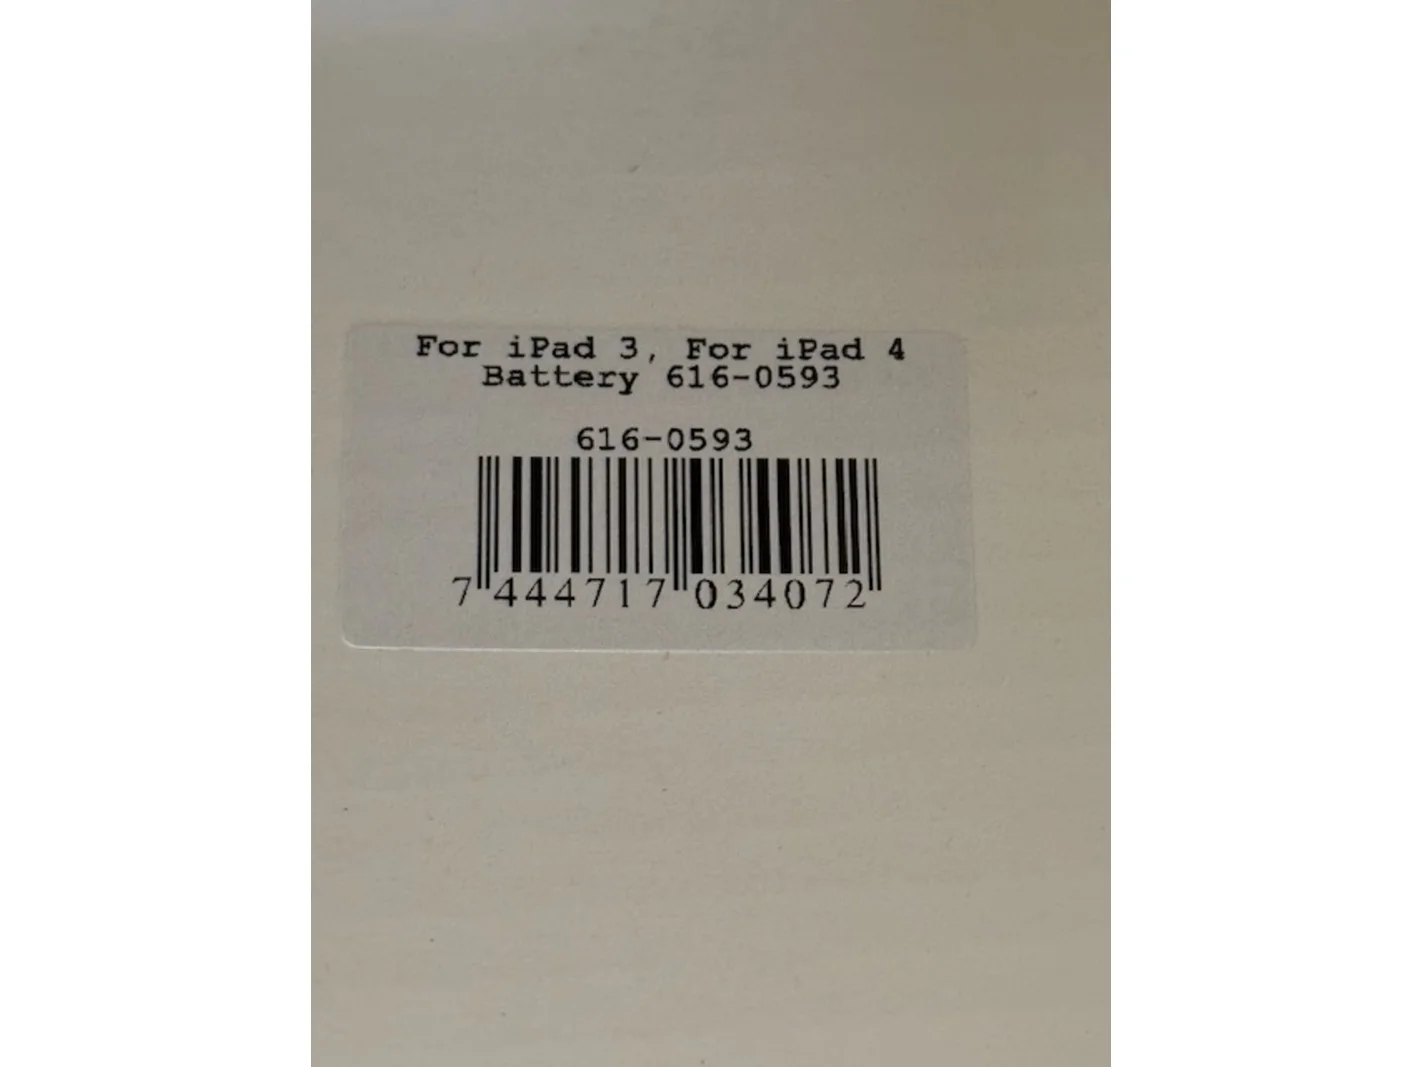 For iPad 3, For iPad 4
Battery 616-0593
616-0593
7 444717 034072